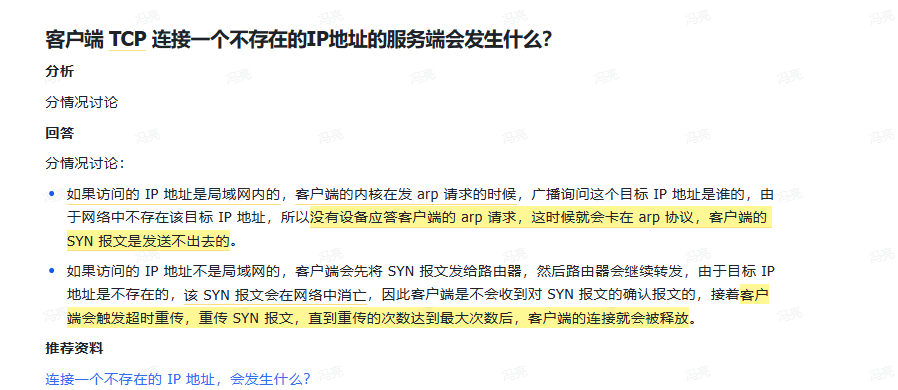 客户端 TCP 连接一个不存在的IP地址的服务端会发生什么？
分析
分情况讨论
回答
分情况讨论：
• 如果访问的 IP 地址是局域网内的，客户端的内核在发 arp 请求的时候，广播询问这个目标 IP 地址是谁的，由
于网络中不存在该目标 IP 地址，所以没有设备应答客户端的 arp 请求，这时候就会卡在 arp 协议，客户端的
SYN 报文是发送不出去的。
• 如果访问的 IP 地址不是局域网的，客户端会先将 SYN 报文发给路由器，然后路由器会继续转发，由于目标 IP
地址是不存在的，该 SYN 报文会在网络中消亡，因此客户端是不会收到对 SYN 报文的确认报文的，接着客户
端会触发超时重传，重传 SYN 报文，直到重传的次数达到最大次数后，客户端的连接就会被释放。
推荐资料
连接一个不存在的 IP 地址，会发生什么？